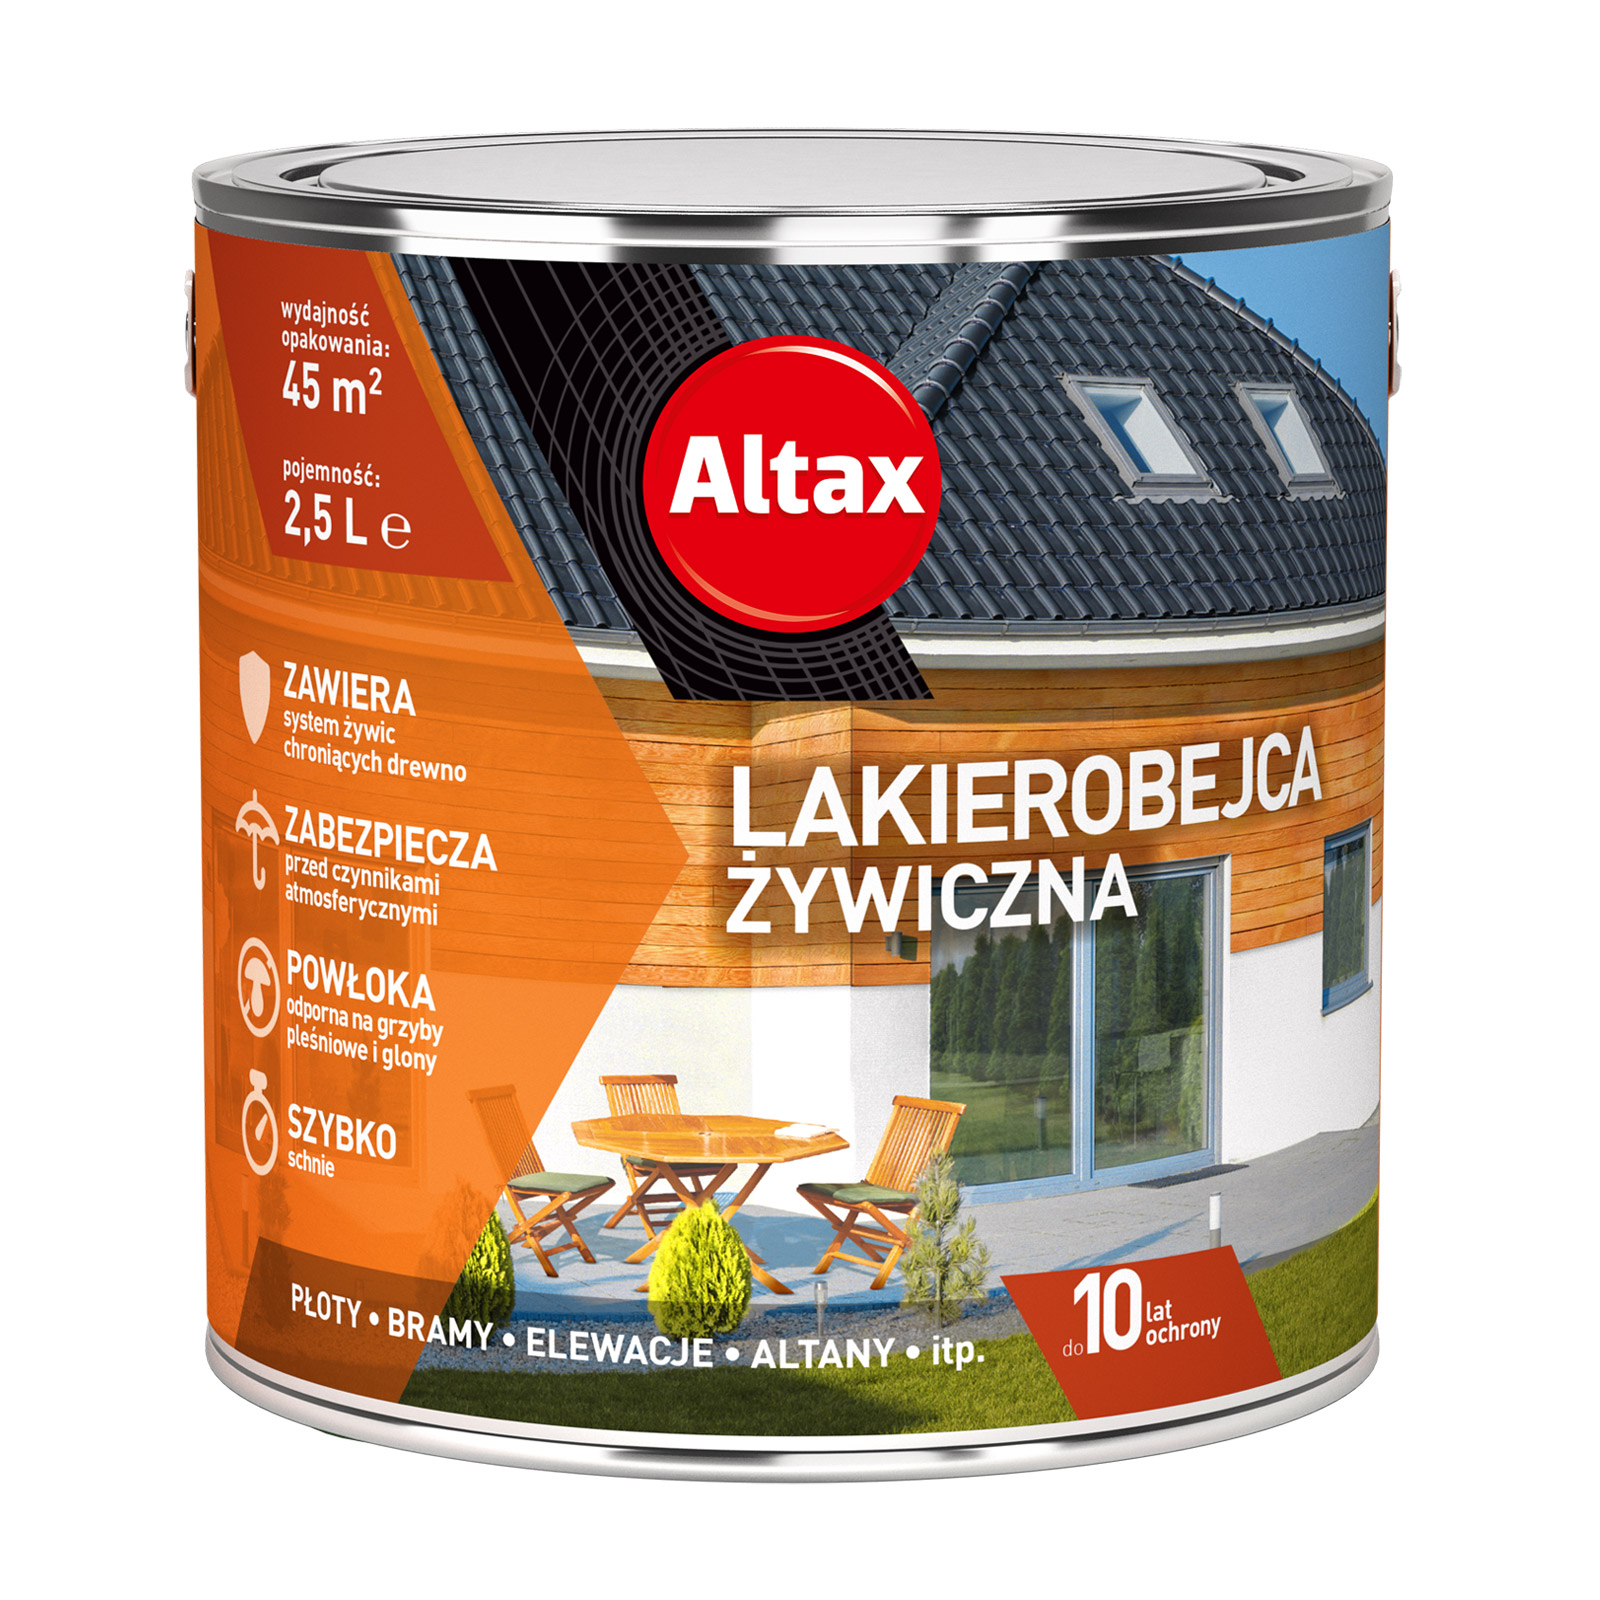 wydajność
opakowania:
45 m²
pojemność:
2,5 L ℮
Altax
ZAWIERA
system żywic
chroniących drewno
ZABEZPIECZA
przed czynnikami
atmosferycznymi
POWŁOKA
odporna na grzyby
pleśniowe i glony
SZYBKO
schnie
LAKIEROBEJCA
ŻYWICZNA
PŁOTY • BRAMY • ELEWACJE • ALTANY • itp.
do 10 lat
ochrony